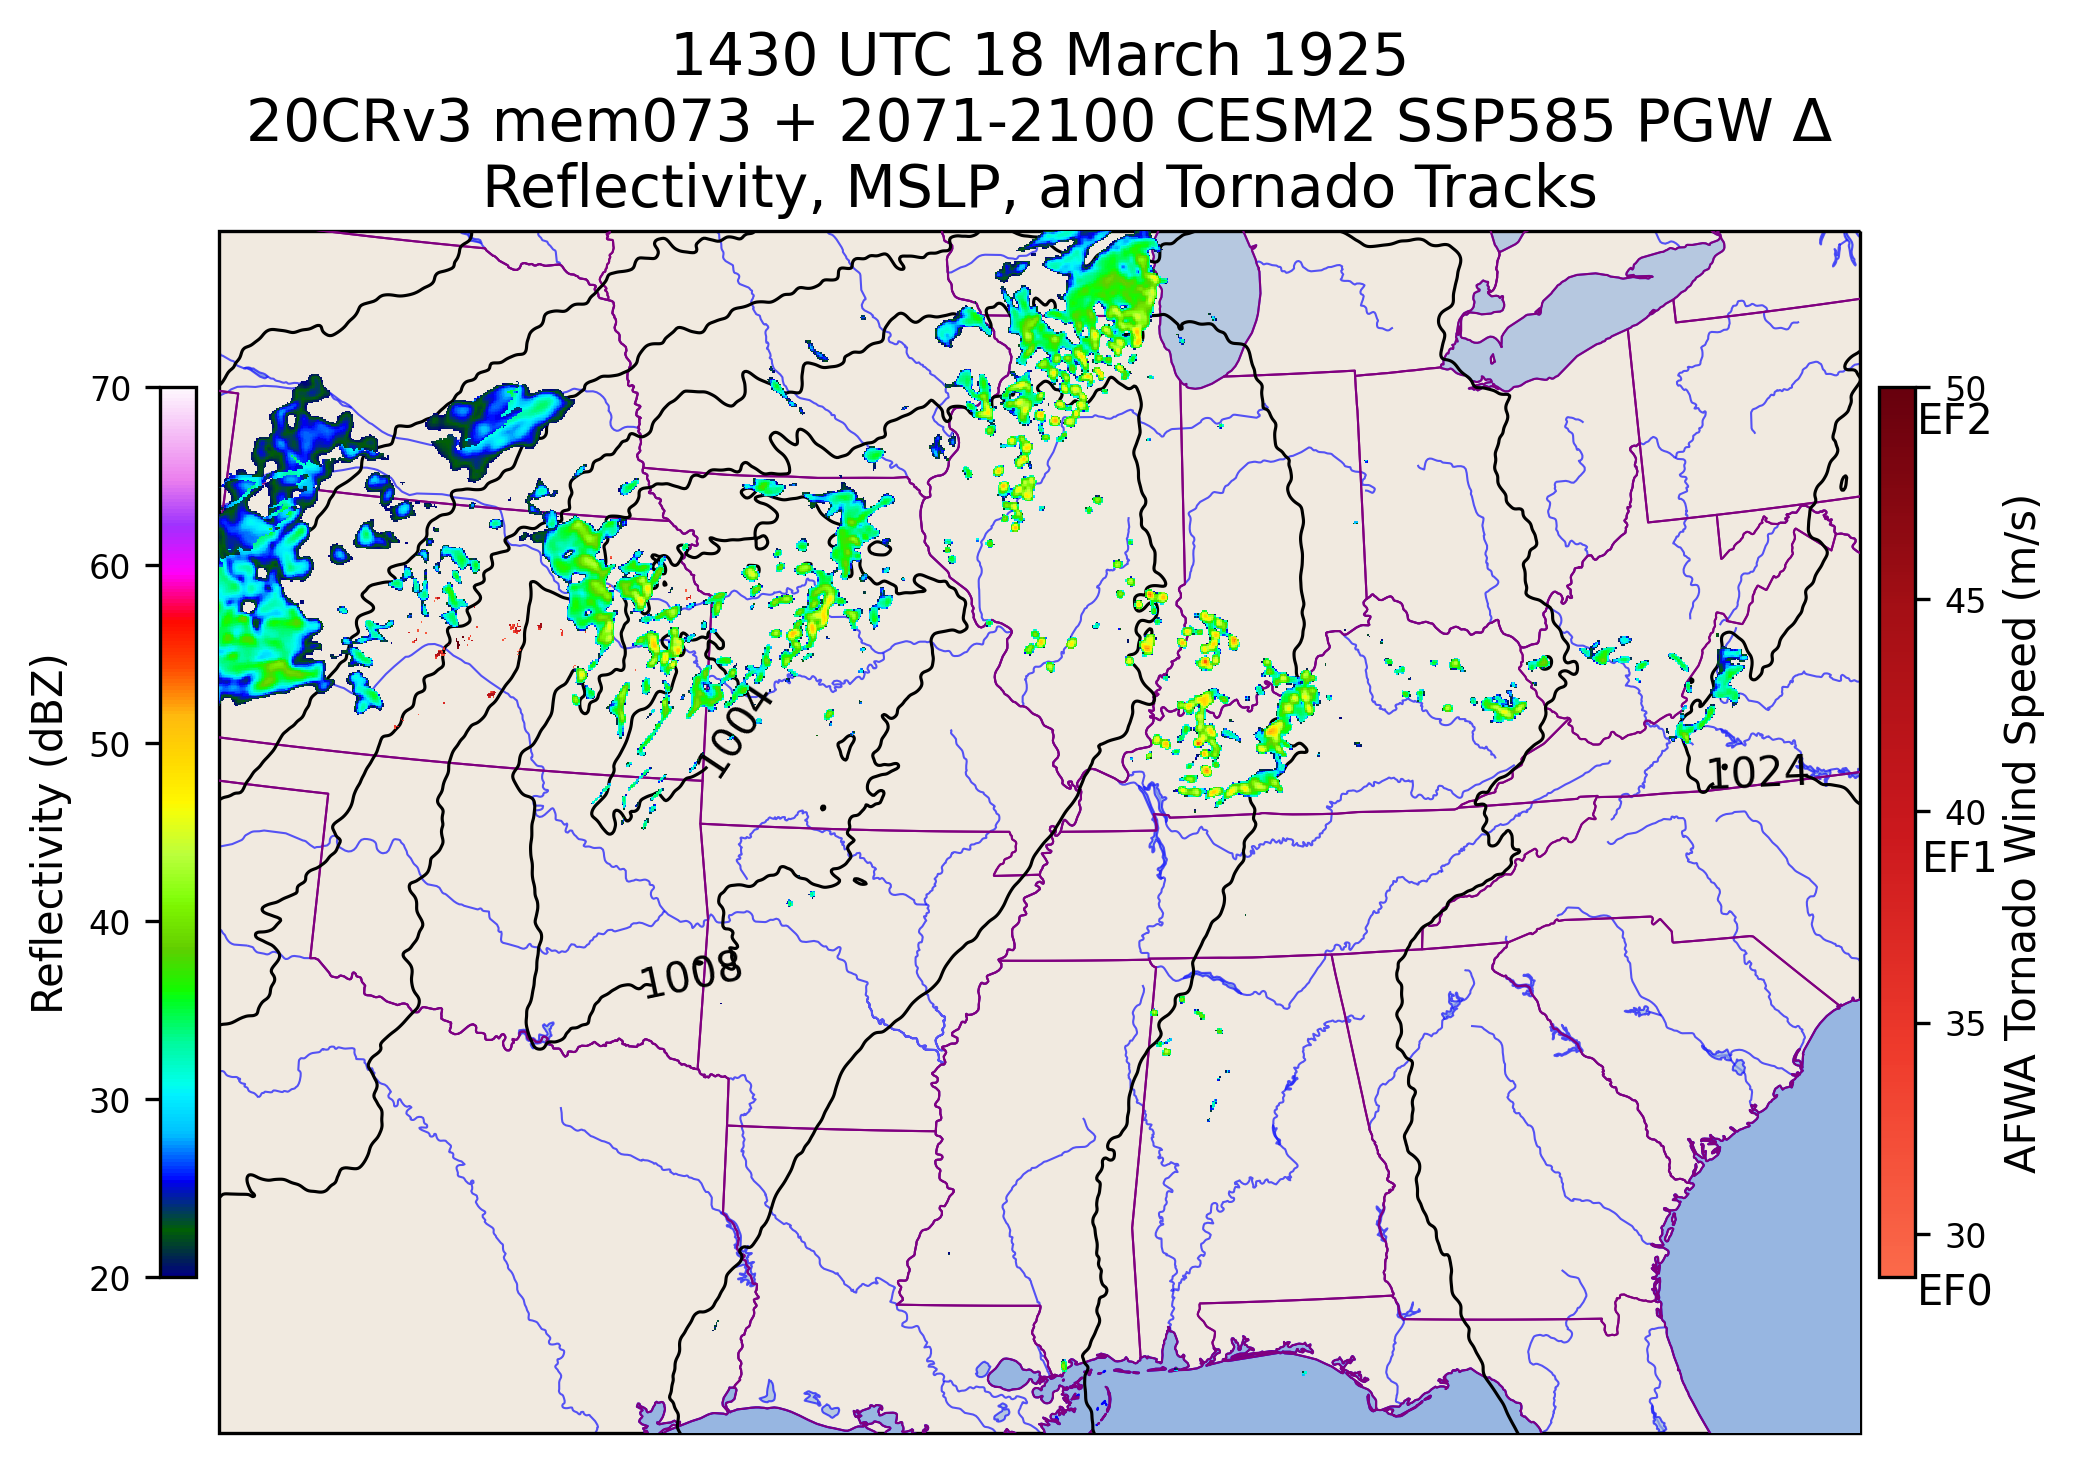 1430 UTC 18 March 1925
20CRv3 mem073 + 2071-2100 CESM2 SSP585 PGW Δ
Reflectivity, MSLP, and Tornado Tracks
70
60
50
40
30
20
Reflectivity (dBZ)
1004
1008
1024
50
EF2
45
40
EF1
35
30
EF0
AFWA Tornado Wind Speed (m/s)